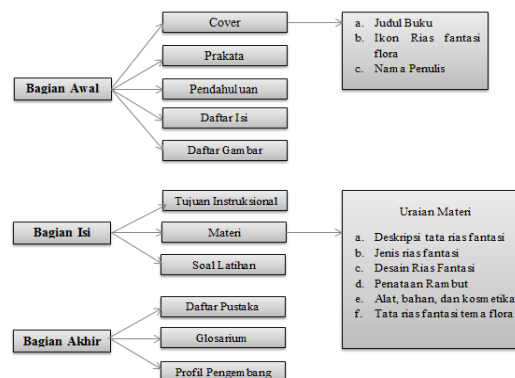 Bagian Awal
Cover
Prakata
Pendahuluan
Daftar Isi
Daftar Gambar
a. Judul Buku
b. Ikon Rias fantasi
flora
c. Nama Penulis
Bagian Isi
Tujuan Instruksional
Materi
Soal Latihan
Uraian Materi
a. Deskripsi tata rias fantasi
b. Jenis rias fantasi
c. Desain Rias Fantasi
d. Penataan Rambut
e. Alat, bahan, dan kosmetika
f. Tata rias fantasi tema flora
Bagian Akhir
Daftar Pustaka
Glosarium
Profil Pengembang